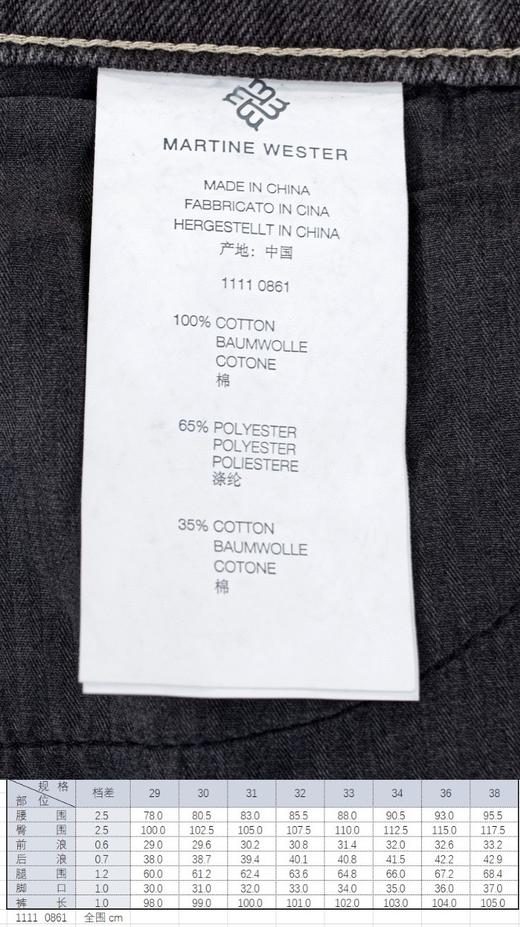 MARTINE WESTER
MADE IN CHINA
FABBRICATO IN CINA
HERGESTELLT IN CHINA
产地：中国
1111 0861
100% COTTON
BAUMWOLLE
COTONE
棉
65% POLYESTER
POLYESTER
POLIESTERE
涤纶
35% COTTON
BAUMWOLLE
COTONE
棉
规 格
部 位 档差 29 30 31 32 33 34 36 38
腰 围 2.5 78.0 80.5 83.0 85.5 88.0 90.5 93.0 95.5
臀 围 2.5 100.0 102.5 105.0 107.5 110.0 112.5 115.0 117.5
前 浪 0.6 29.0 29.6 30.2 30.8 31.4 32.0 32.6 33.2
后 浪 0.7 38.0 38.7 39.4 40.1 40.8 41.5 42.2 42.9
腿 围 1.2 60.0 61.2 62.4 63.6 64.8 66.0 67.2 68.4
脚 口 1.0 30.0 31.0 32.0 33.0 34.0 35.0 36.0 37.0
裤 长 1.0 98.0 99.0 100.0 101.0 102.0 103.0 104.0 105.0
1111 0861 全围 cm